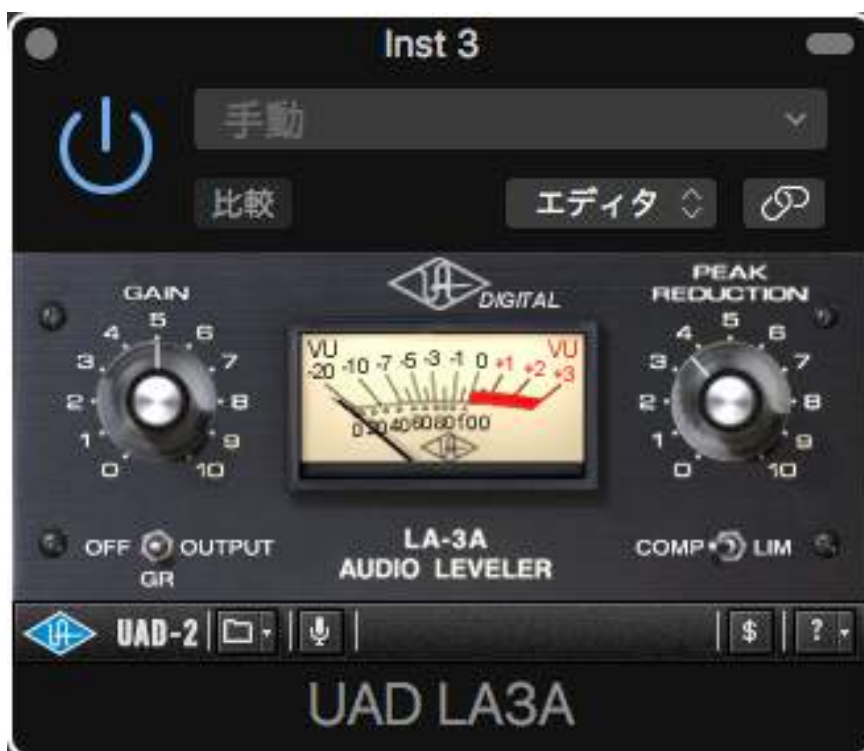 Inst 3
手動
比較 エディタ
GAIN
0 1 2 3 4 5 6 7 8 9 10
DIGITAL
VU VU
-20 -10 -7 -5 -3 -1 0 +1 +2 +3
0 20 40 60 80 100
PEAK
REDUCTION
0 1 2 3 4 5 6 7 8 9 10
OFF OUTPUT
GR
LA-3A
AUDIO LEVELER
COMP LIM
UAD-2 $ ?
UAD LA3A